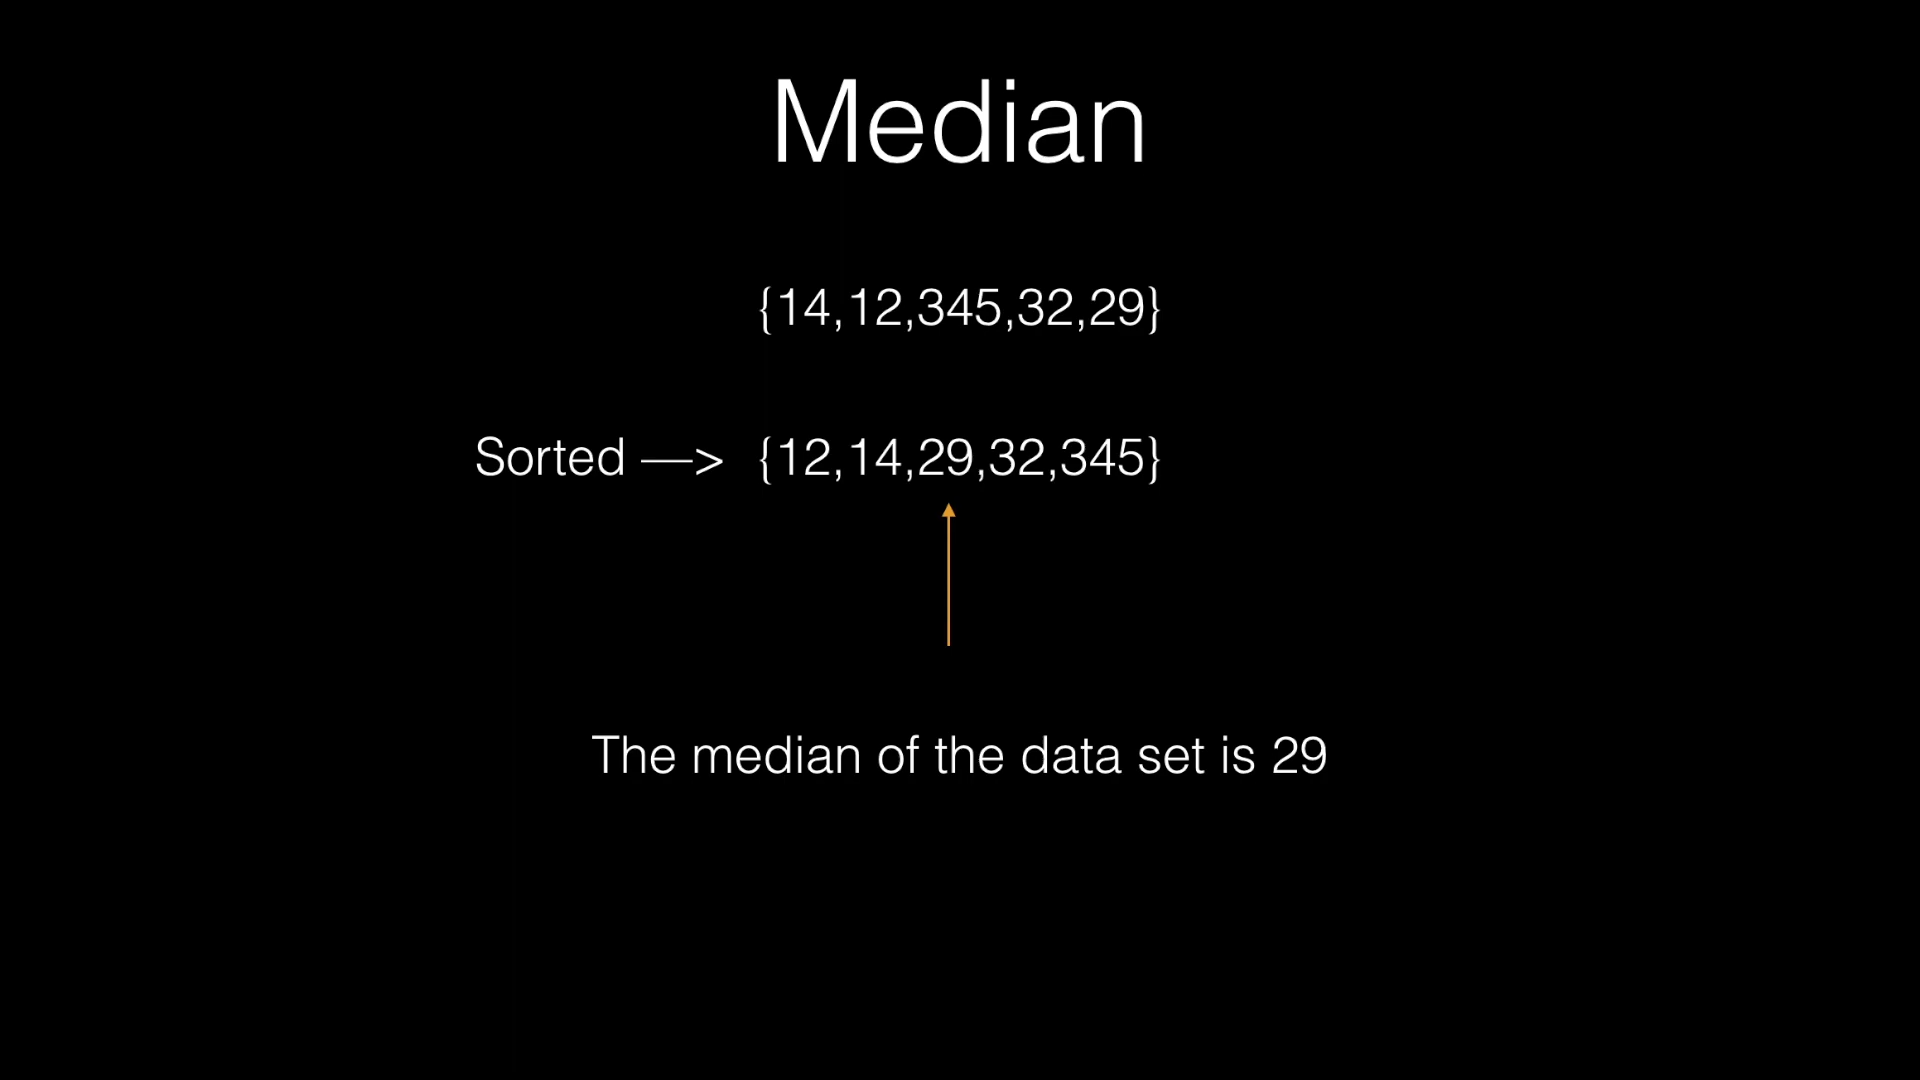 Median
{14,12,345,32,29}
Sorted —> {12,14,29,32,345}
The median of the data set is 29